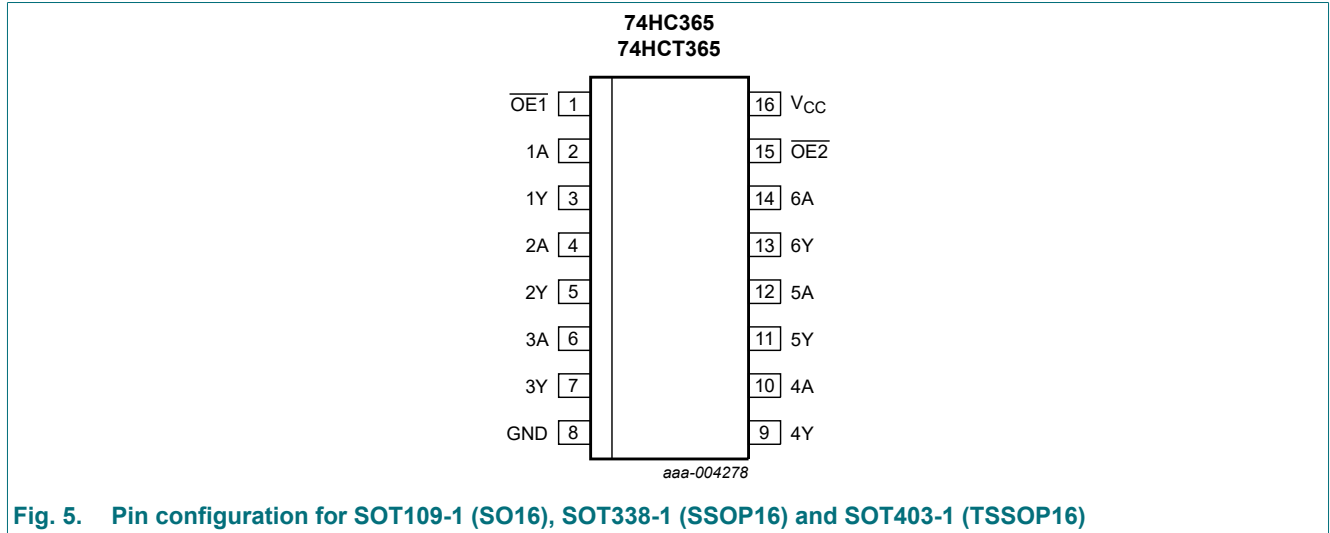 74HC365
74HCT365
O̅E̅1̅ 1
1A 2
1Y 3
2A 4
2Y 5
3A 6
3Y 7
GND 8
16 VCC
15 O̅E̅2̅
14 6A
13 6Y
12 5A
11 5Y
10 4A
9 4Y
aaa-004278
Fig. 5. Pin configuration for SOT109-1 (SO16), SOT338-1 (SSOP16) and SOT403-1 (TSSOP16)